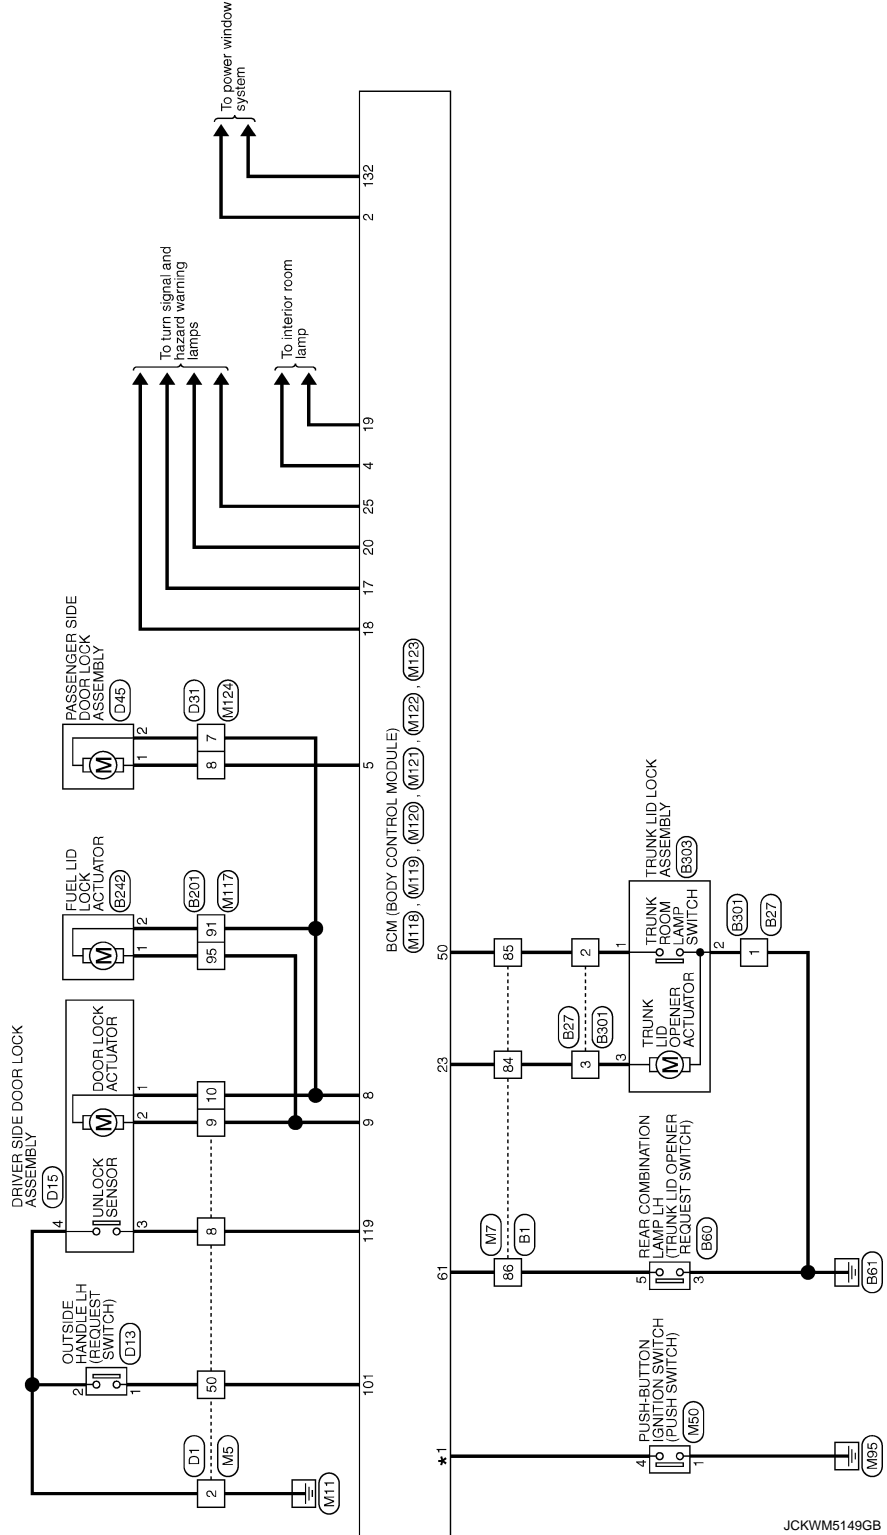 DRIVER SIDE DOOR LOCK
ASSEMBLY
D15
OUTSIDE
HANDLE LH
(REQUEST
SWITCH)
D13
UNLOCK
SENSOR
DOOR LOCK
ACTUATOR
M
FUEL LID
LOCK
ACTUATOR
B242
M
PASSENGER SIDE
DOOR LOCK
ASSEMBLY
D45
M
2
1
4
3
2
1
1
2
1
2
D1
M5
2
50
8
9
10
B201
M117
95
91
D31
M124
8
7
M11
To turn signal and
hazard warning
lamps
To interior room
lamp
To power window
system
101
119
9
8
5
18
17
20
25
4
19
2
132
BCM (BODY CONTROL MODULE)
M118 , M119 , M120 , M121 , M122 , M123
*1
61
23
50
M7
B1
86
84
85
B27
B301
3
2
PUSH-BUTTON
IGNITION SWITCH
(PUSH SWITCH)
M50
4
1
M95
REAR COMBINATION
LAMP LH
(TRUNK LID OPENER
REQUEST SWITCH)
B60
5
3
B61
3
1
TRUNK
LID
OPENER
ACTUATOR
M
TRUNK
ROOM
LAMP
SWITCH
TRUNK LID LOCK
ASSEMBLY
B303
2
B301
B27
1
JCKWM5149GB